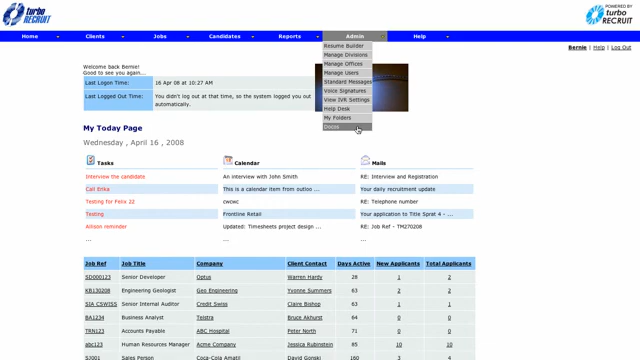 turbo RECRUIT
POWERED BY turbo RECRUIT
Home Clients Jobs Candidates Reports Admin Help
Bernie | Help | Log Out
Resume Builder
Manage Divisions
Manage Offices
Manage Users
Standard Messages
Voice Signatures
View IVR Settings
Help Desk
My Folders
Welcome back Bernie!
Good to see you again...
Last Logon Time: 16 Apr 08 at 10:27 AM
Last Logged Out Time: You didn't log out at that time, so the system logged you out automatically.
My Today Page
Wednesday , April 16 , 2008
Tasks Calendar Mails
Interview the candidate An interview with John Smith RE: Interview and Registration
Call Erika This is a calendar item from outloo ... Your daily recruitment update
Testing for Felix 22 cwowc RE: Telephone number
Testing Frontline Retail Your application to Title Sprat 4 - ...
Allison reminder Updated: Timesheets project design ... RE: Job Ref - TM270208
... ... ...
Job Ref Job Title Company Client Contact Days Active New Applicants Total Applicants
SD000123 Senior Developer Optus Warren Hardy 28 1 2
KB130208 Engineering Geologist Geo Engineering Yvonne Summers 63 2 2
SIA CSWISS Senior Internal Auditor Credit Swiss Claire Bishop 63 1 1
BA1234 Business Analyst Telstra Blue Akhurst 64 0 0
TRN123 Accounts Payable ABC Hospital Peter North 71 0 0
abc123 Human Resources Manager Acme Company Jessica Rubinstein 85 10 10
SJ001 Sales Person Coca-Cola Amatil David Gonski 160 3 4